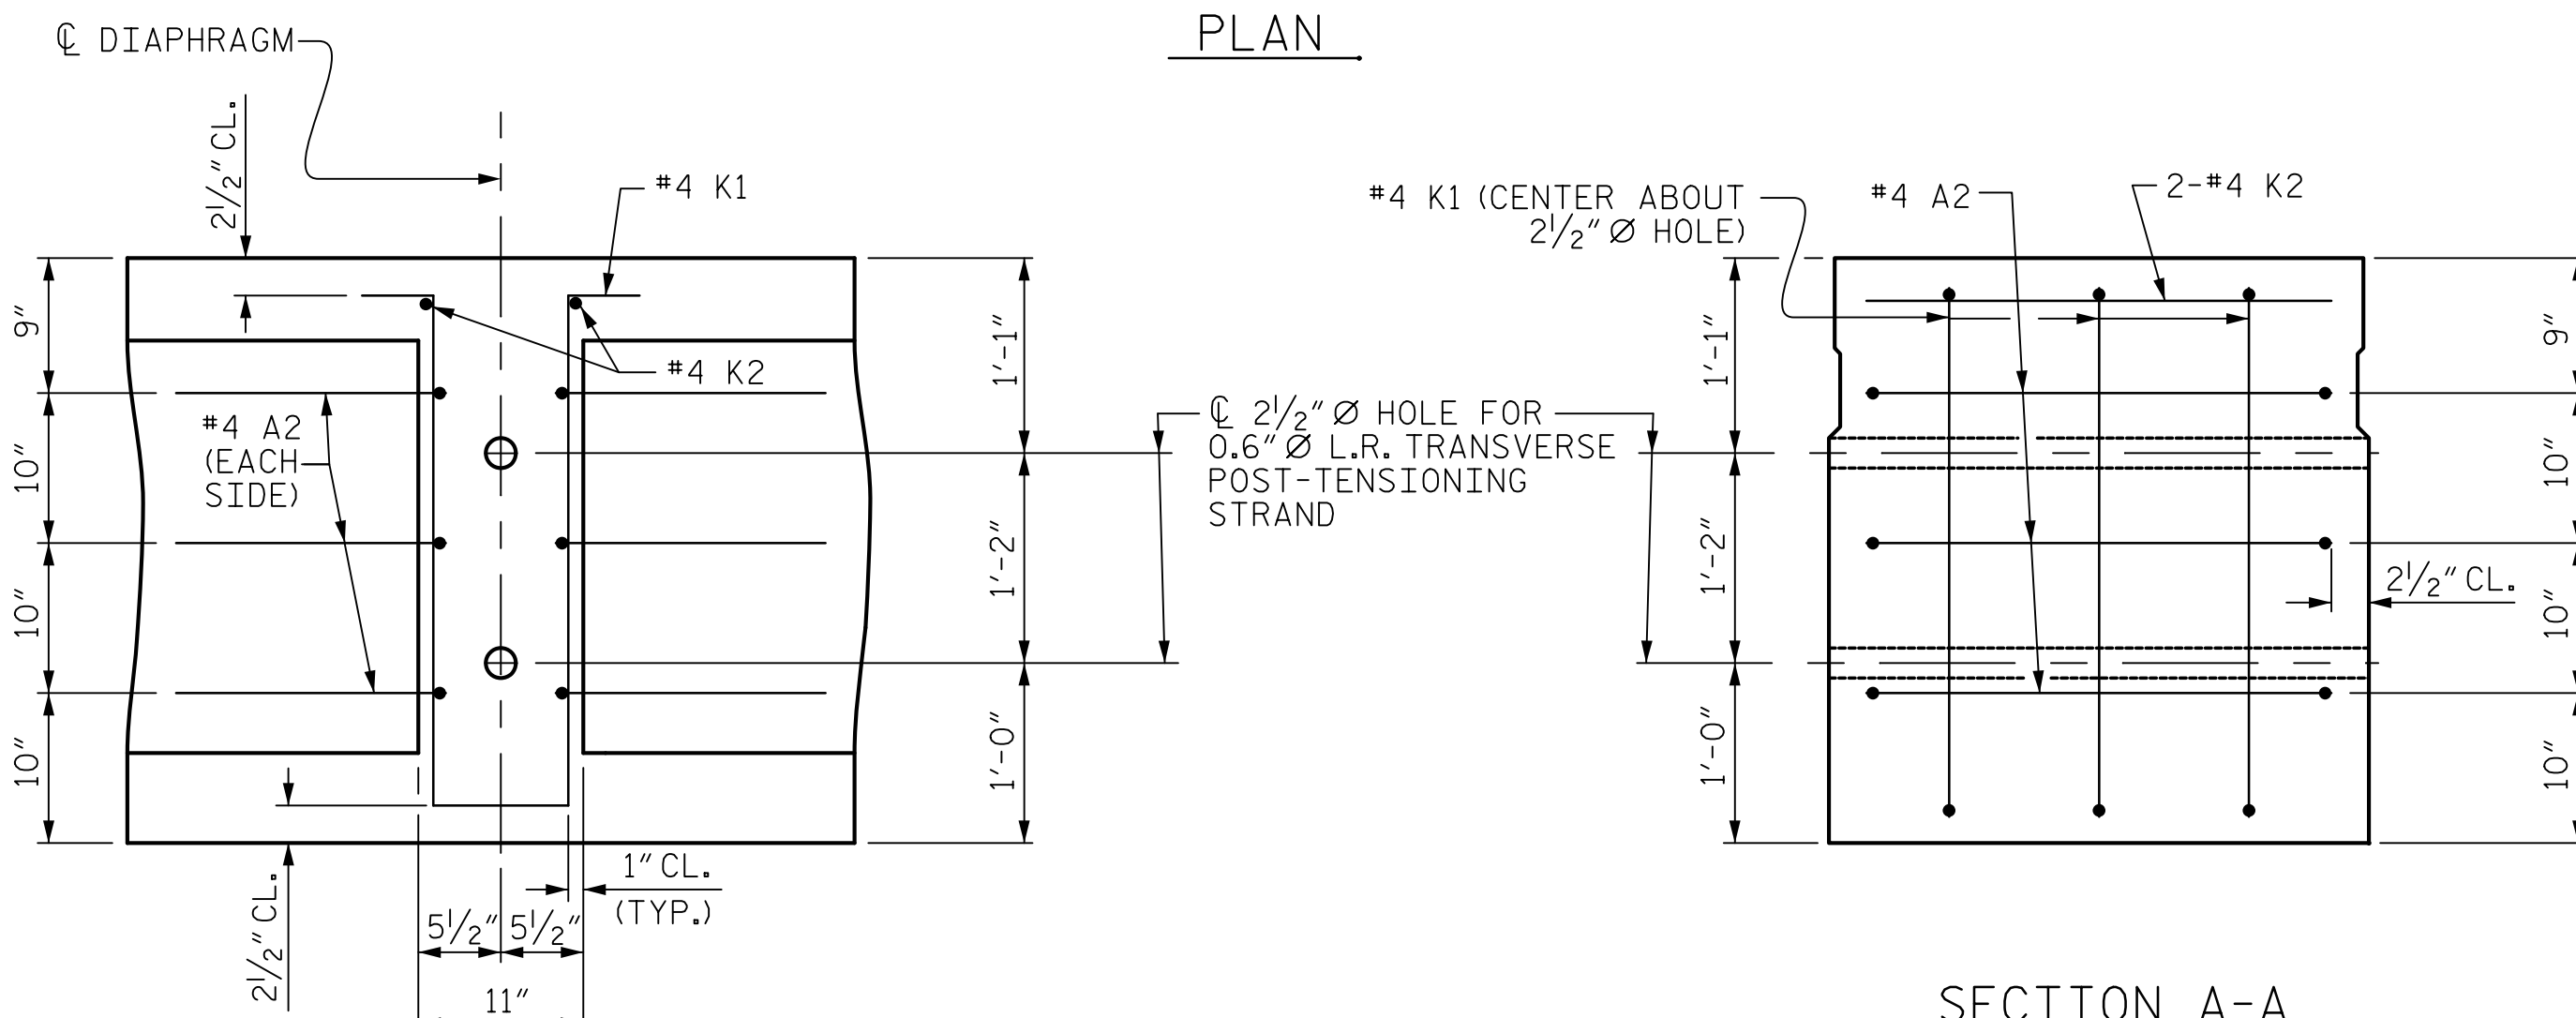 PLAN
℄ DIAPHRAGM
2½" CL.
#4 K1
9"
10"
10"
10"
#4 K2
#4 A2
(EACH
SIDE)
1'-1"
1'-2"
1'-0"
2½" CL.
1" CL.
(TYP.)
5½"
5½"
11"
℄ 2½" Ø HOLE FOR
0.6" Ø L.R. TRANSVERSE
POST-TENSIONING
STRAND
#4 K1 (CENTER ABOUT
2½" Ø HOLE)
#4 A2
2-#4 K2
1'-1"
1'-2"
1'-0"
9"
10"
10"
10"
2½" CL.
SECTION A-A